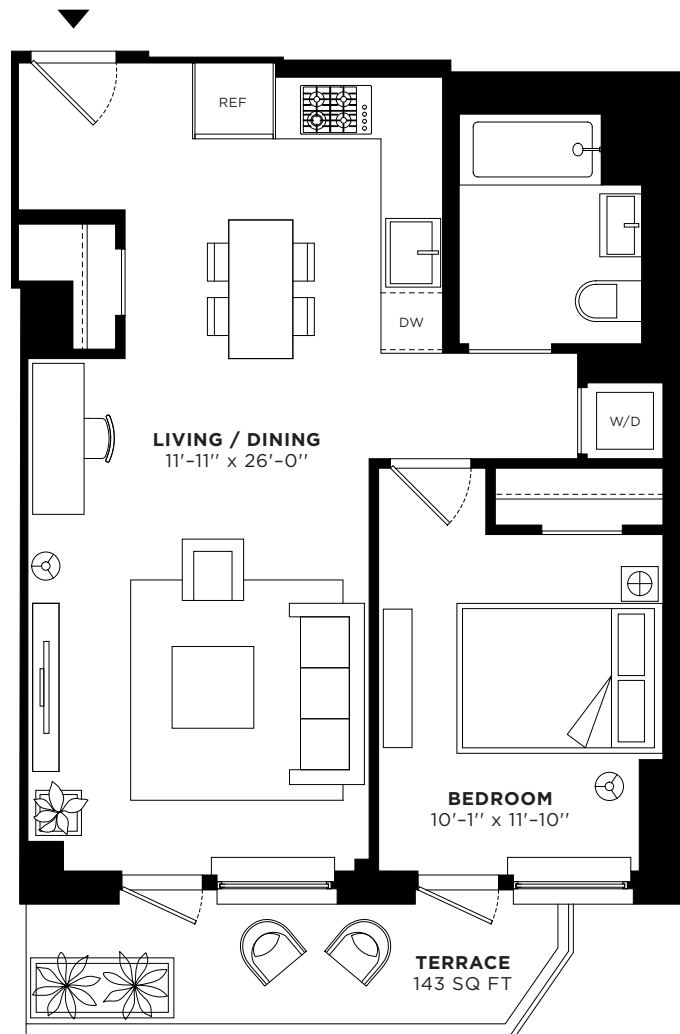 REF
DW
W/D
LIVING / DINING
11'-11'' x 26'-0''
BEDROOM
10'-1'' x 11'-10''
TERRACE
143 SQ FT